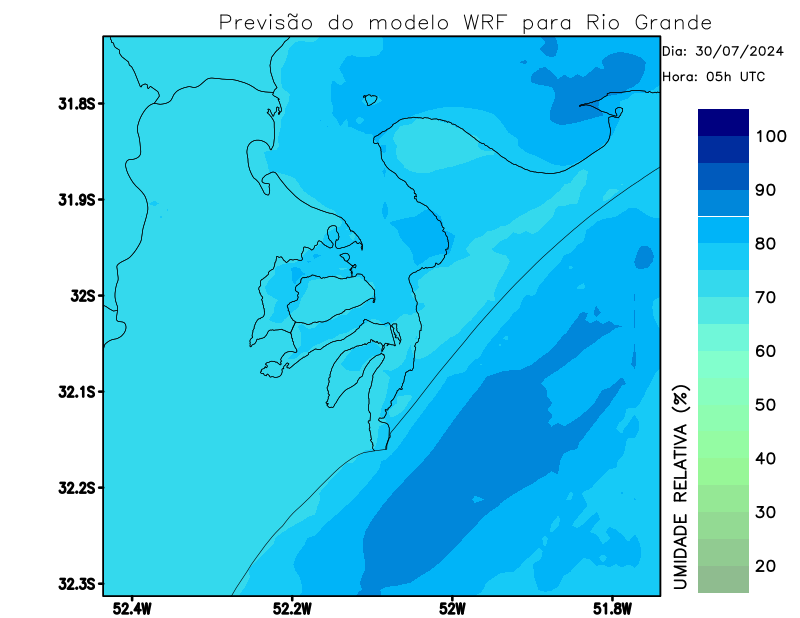 Previsão do modelo WRF para Rio Grande
Dia: 30/07/2024
Hora: 05h UTC
31.8S
31.9S
32S
32.1S
32.2S
32.3S
52.4W
52.2W
52W
51.8W
100
90
80
70
60
50
40
30
20
UMIDADE RELATIVA (%)